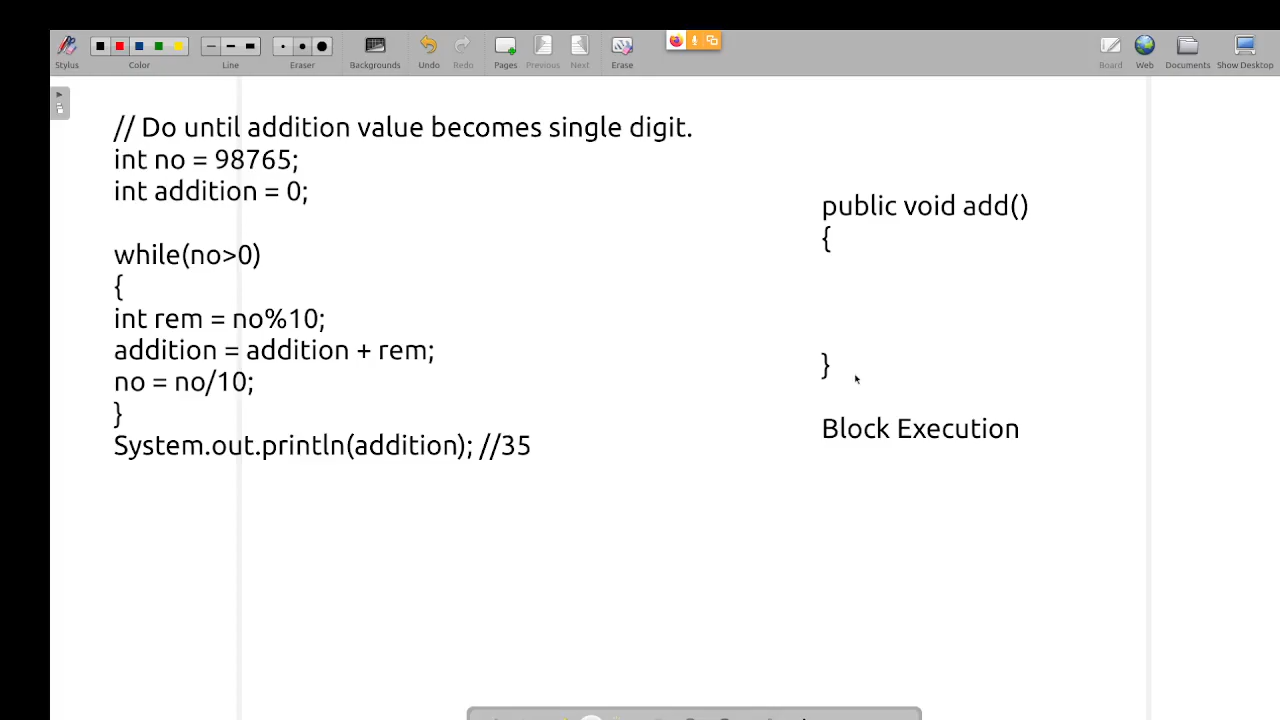 Stylus
Color
Line
Eraser
Backgrounds
Undo
Redo
Pages
Previous
Next
Erase
Board
Web
Documents
Show Desktop
// Do until addition value becomes single digit.
int no = 98765;
int addition = 0;
while(no>0)
{
int rem = no%10;
addition = addition + rem;
no = no/10;
}
System.out.println(addition); //35
public void add()
{
}
Block Execution